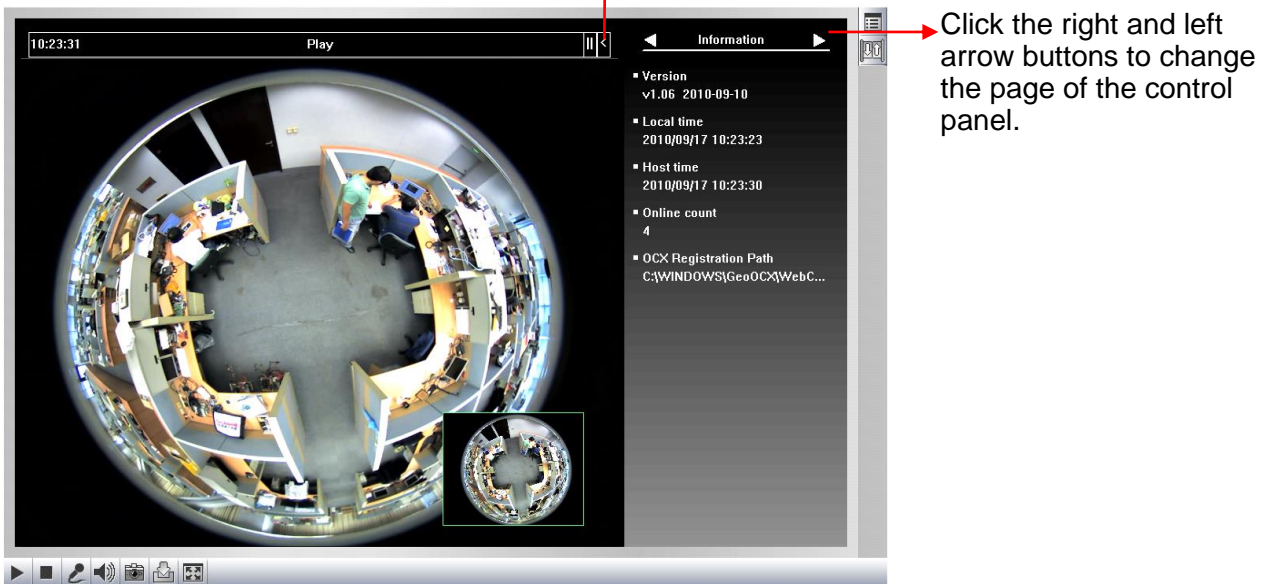 10:23:31 Play
Information
Version
v1.06 2010-09-10
Local time
2010/09/17 10:23:23
Host time
2010/09/17 10:23:30
Online count
4
OCX Registration Path
C:\WINDOWS\GeoOCX\WebC...
Click the right and left
arrow buttons to change
the page of the control
panel.